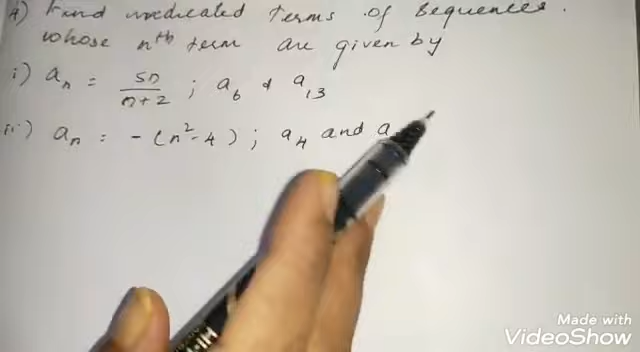 4) Find indicated terms of sequences.
whose nth term are given by
i) aₙ = 5n/n+2 ; a₆ & a₁₃
ii) aₙ = -(n²-4) ; a₄ and a
Made with
VideoShow